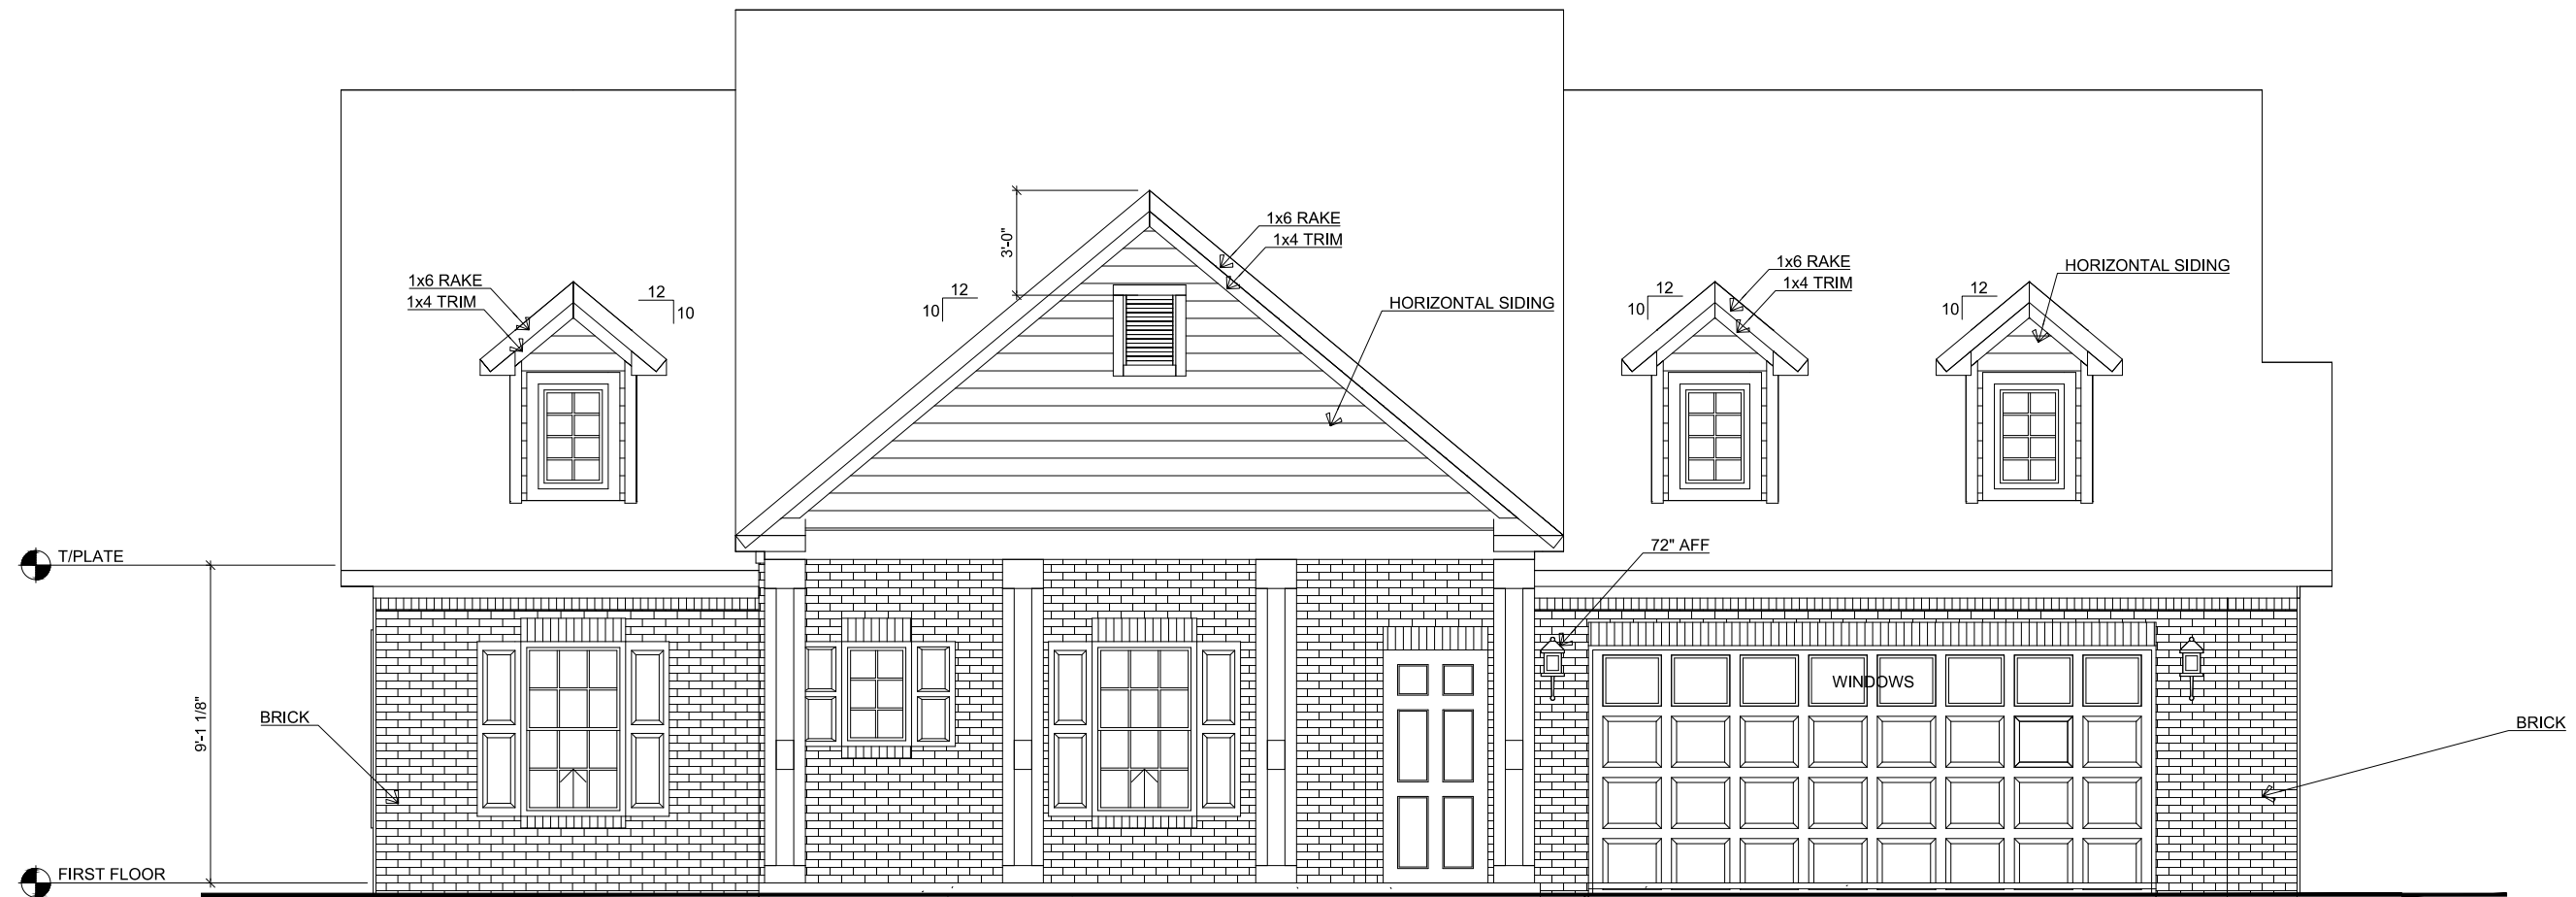 1x6 RAKE
1x4 TRIM
3'-0"
1x6 RAKE
1x4 TRIM
12
10
12
10
HORIZONTAL SIDING
12
10
1x6 RAKE
1x4 TRIM
12
10
HORIZONTAL SIDING
T/PLATE
72" AFF
9'-1 1/8"
BRICK
WINDOWS
BRICK
FIRST FLOOR